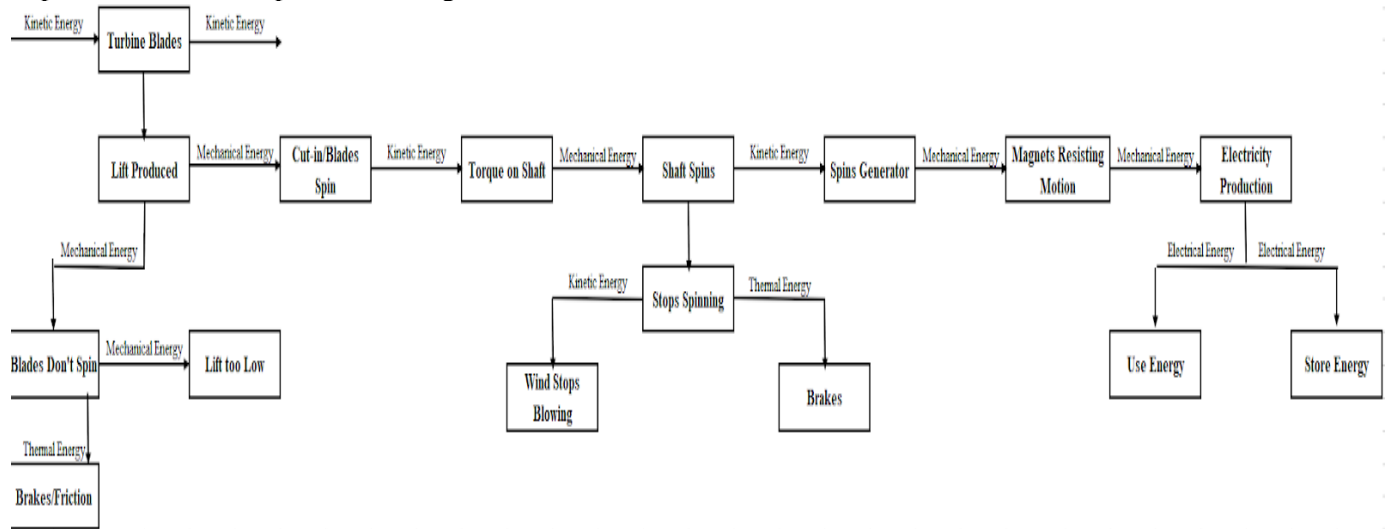 Kinetic Energy
Kinetic Energy
Turbine Blades
Lift Produced
Mechanical Energy
Cut-in/Blades
Spin
Kinetic Energy
Torque on Shaft
Mechanical Energy
Shaft Spins
Kinetic Energy
Spins Generator
Mechanical Energy
Magnets Resisting
Motion
Mechanical Energy
Electricity
Production
Mechanical Energy
Kinetic Energy
Stops Spinning
Thermal Energy
Electrical Energy
Electrical Energy
Blades Don't Spin
Mechanical Energy
Lift too Low
Wind Stops
Blowing
Brakes
Use Energy
Store Energy
Thermal Energy
Brakes/Friction